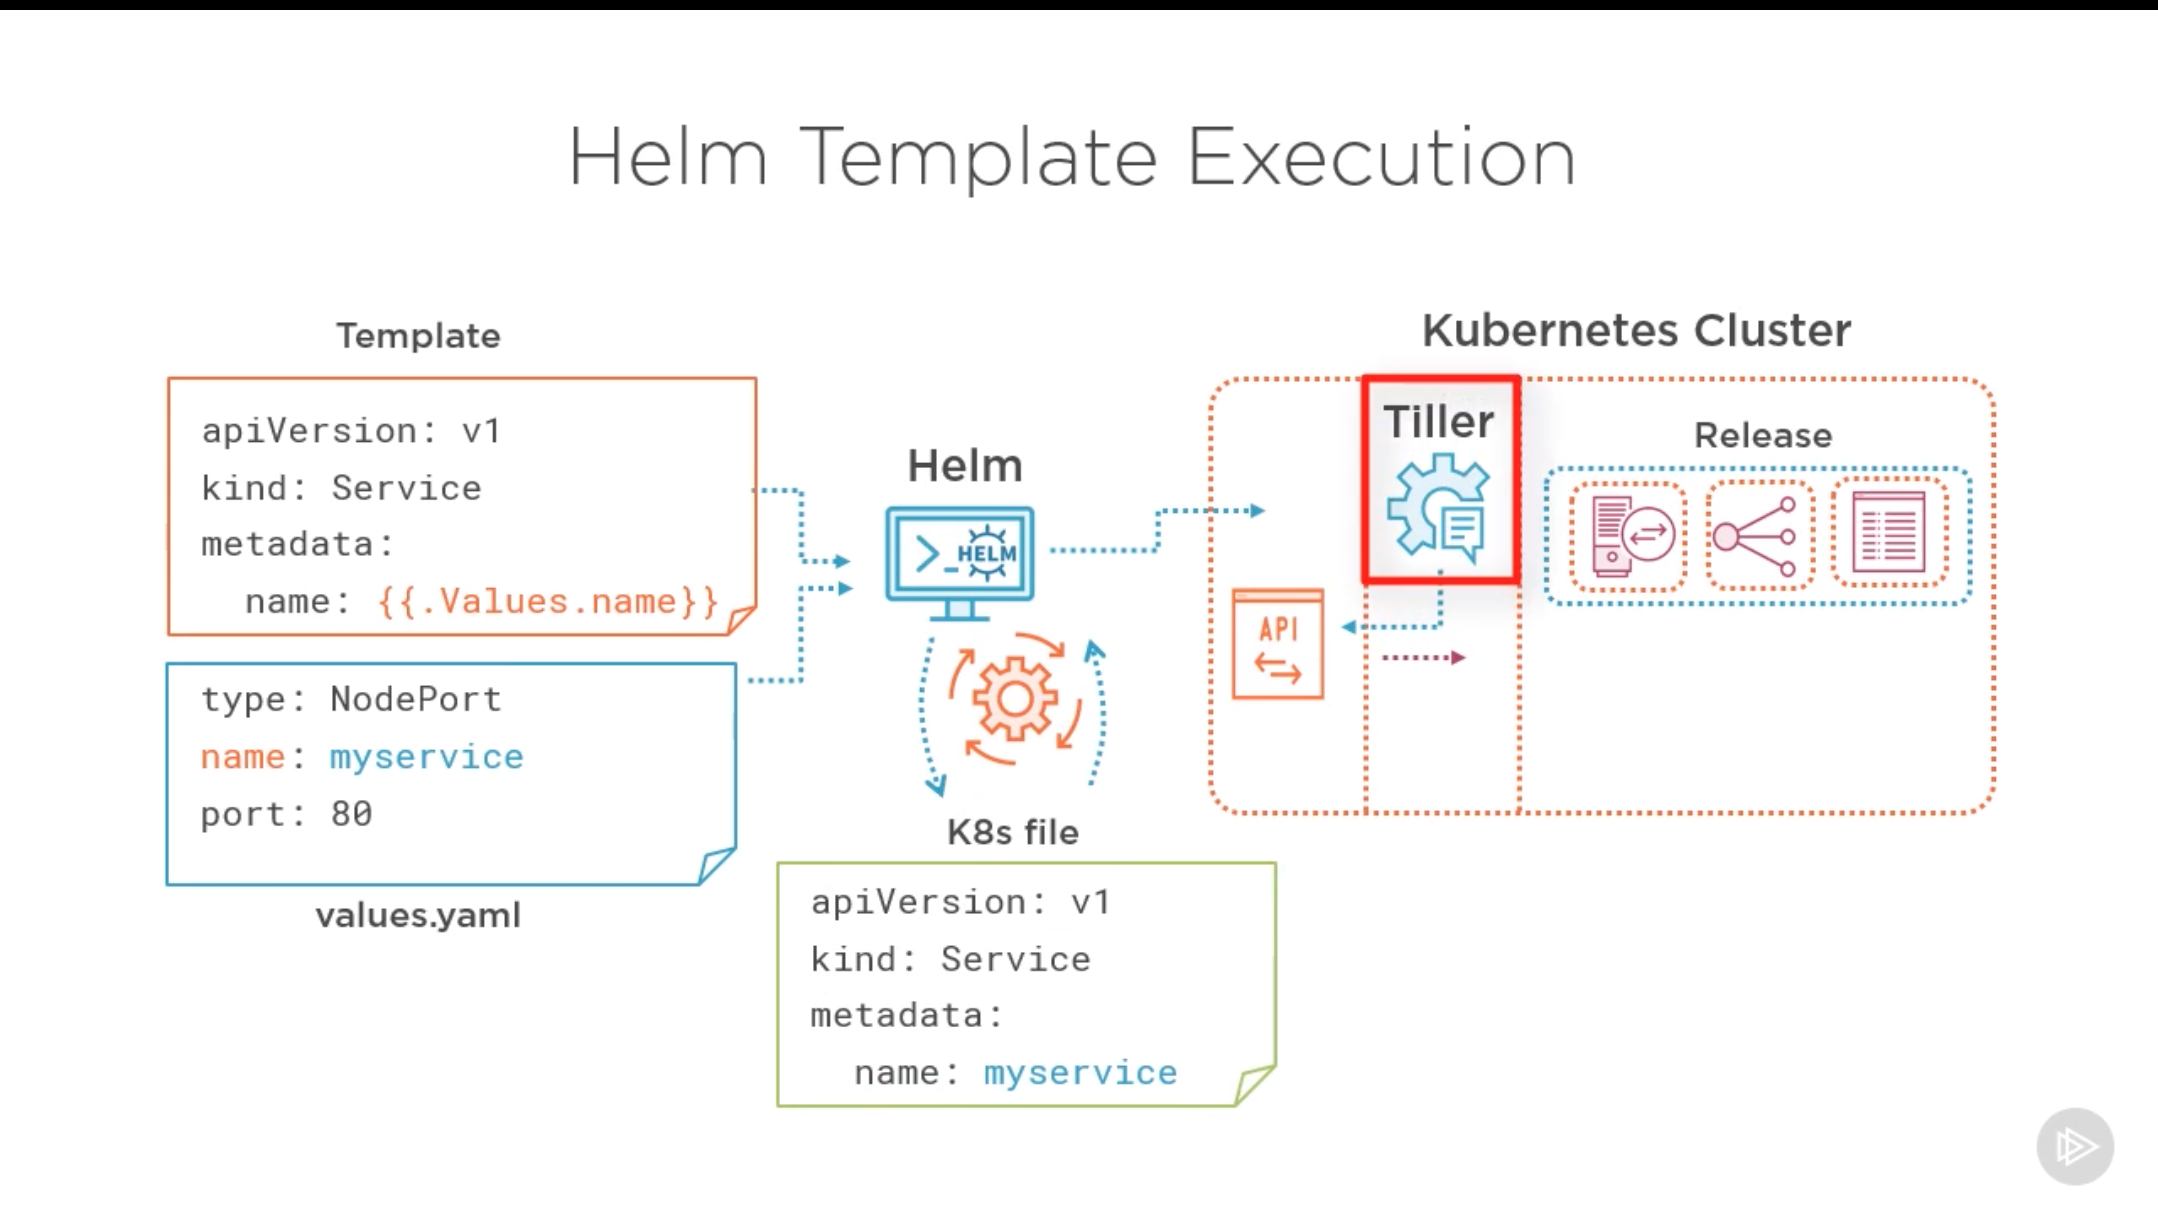 Helm Template Execution
Template
apiVersion: v1
kind: Service
metadata:
  name: {{.Values.name}}
type: NodePort
name: myservice
port: 80
values.yaml
Helm
>_ HELM
K8s file
apiVersion: v1
kind: Service
metadata:
  name: myservice
Kubernetes Cluster
Tiller
Release
API